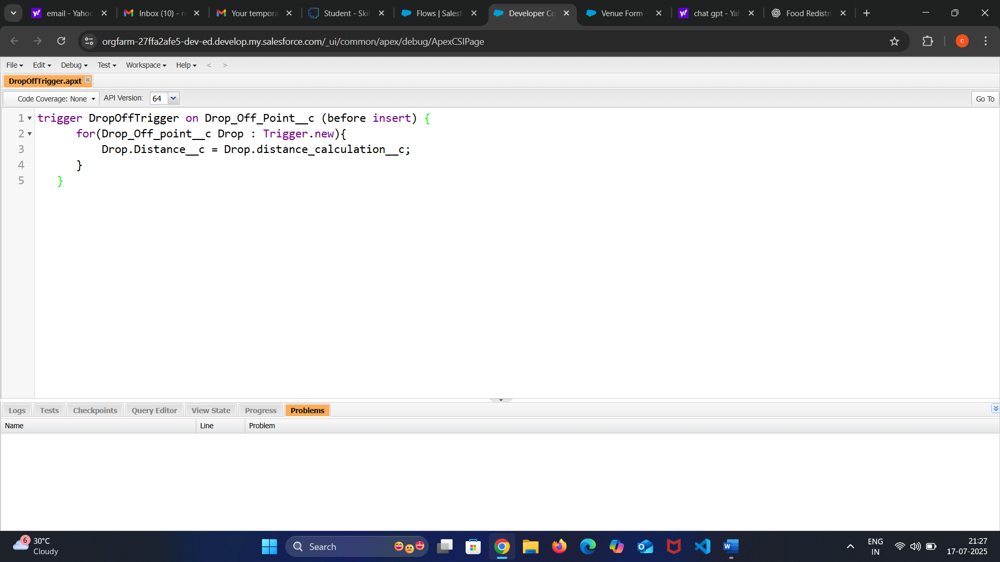 email - Yahoo
Inbox (10) - r
Your tempora
Student - Skil
Flows | Salesf
Developer Co
Venue Form -
chat gpt - Yah
Food Redistri
orgfarm-27ffa2afe5-dev-ed.develop.my.salesforce.com/_ui/common/apex/debug/ApexCSIPage
C
File Edit Debug Test Workspace Help < >
DropOffTrigger.apxt
Code Coverage: None API Version: 64 Go To
1 trigger DropOffTrigger on Drop_Off_Point__c (before insert) {
2 for(Drop_Off_point__c Drop : Trigger.new){
3 Drop.Distance__c = Drop.distance_calculation__c;
4 }
5 }
Logs Tests Checkpoints Query Editor View State Progress Problems
Name Line Problem
6
30°C
Cloudy
Search
ENG
IN
21:27
17-07-2025